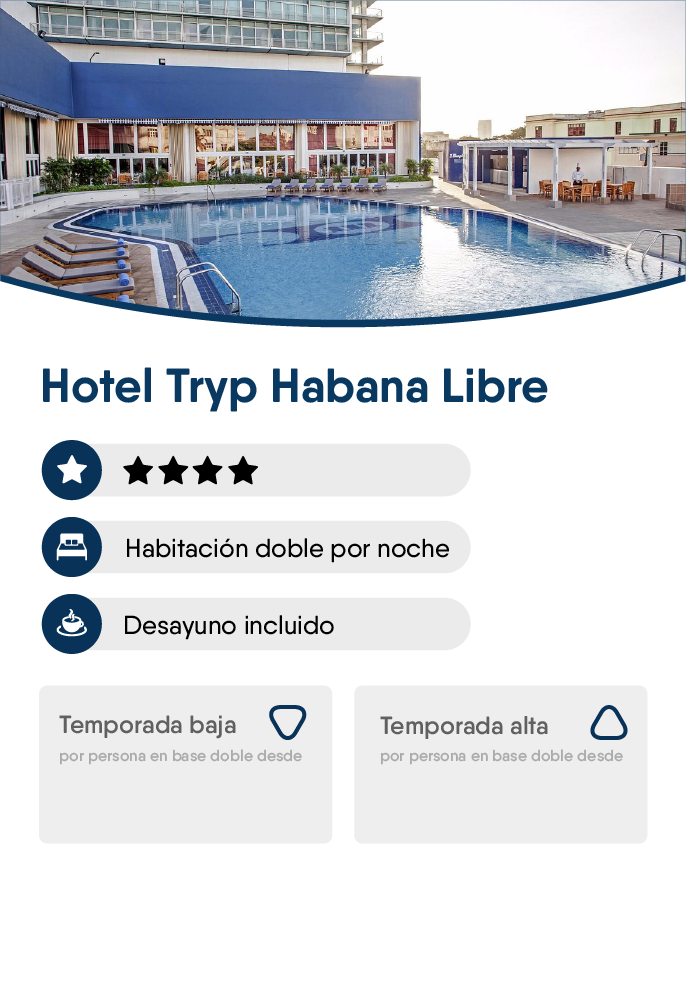 Hotel Tryp Habana Libre
Habitación doble por noche
Desayuno incluido
Temporada baja
por persona en base doble desde
Temporada alta
por persona en base doble desde